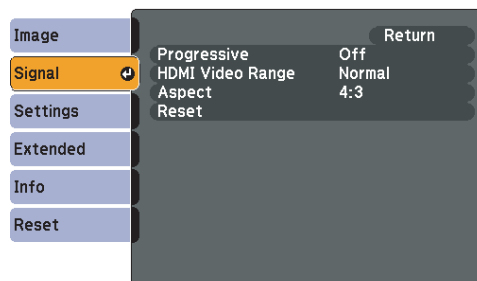 Image
Signal
Settings
Extended
Info
Reset
Return
Progressive Off
HDMI Video Range Normal
Aspect 4:3
Reset